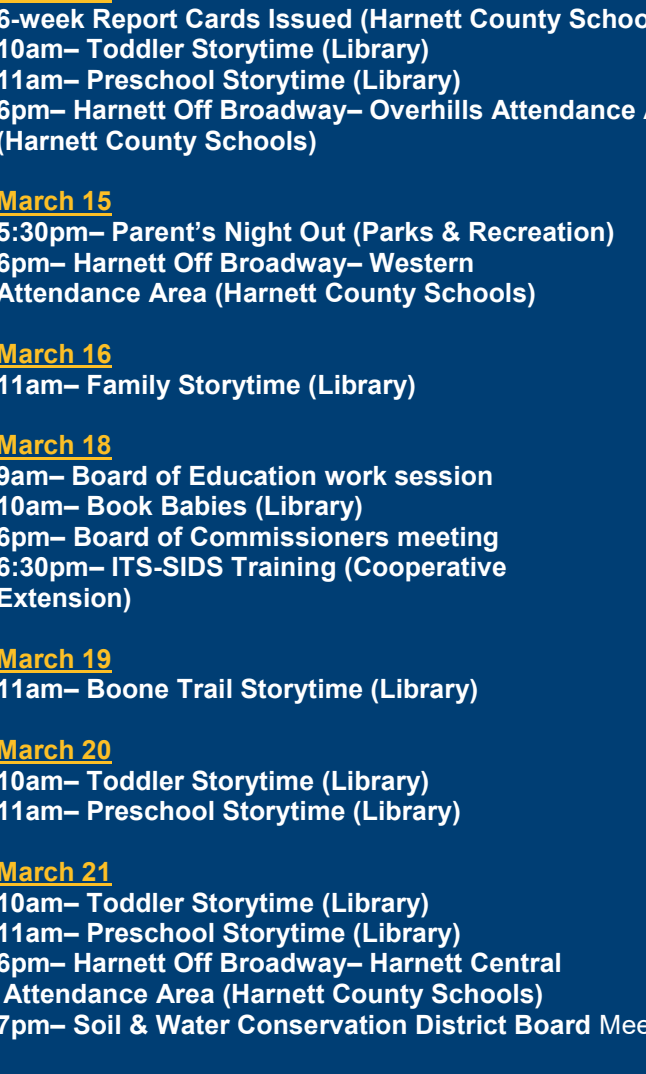 6-week Report Cards Issued (Harnett County Schoo
10am– Toddler Storytime (Library)
11am– Preschool Storytime (Library)
6pm– Harnett Off Broadway– Overhills Attendance
(Harnett County Schools)
March 15
5:30pm– Parent's Night Out (Parks & Recreation)
6pm– Harnett Off Broadway– Western
Attendance Area (Harnett County Schools)
March 16
11am– Family Storytime (Library)
March 18
9am– Board of Education work session
10am– Book Babies (Library)
6pm– Board of Commissioners meeting
6:30pm– ITS-SIDS Training (Cooperative
Extension)
March 19
11am– Boone Trail Storytime (Library)
March 20
10am– Toddler Storytime (Library)
11am– Preschool Storytime (Library)
March 21
10am– Toddler Storytime (Library)
11am– Preschool Storytime (Library)
6pm– Harnett Off Broadway– Harnett Central
Attendance Area (Harnett County Schools)
7pm– Soil & Water Conservation District Board Mee